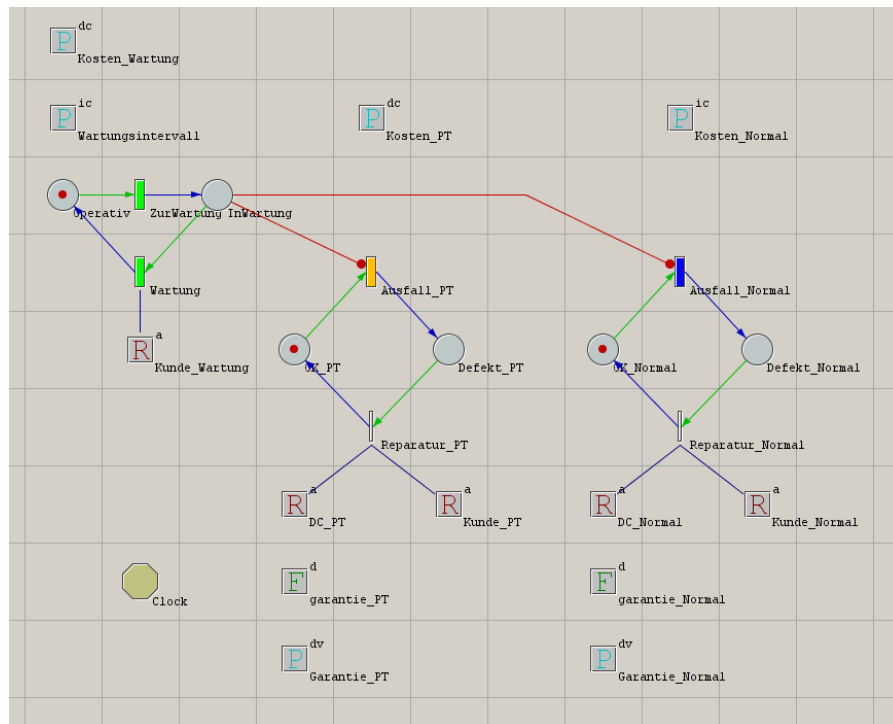 dc
P
Kosten_Wartung
ic
P
Wartungsintervall
dc
P
Kosten_PT
ic
P
Kosten_Normal
Operativ
ZurWartung
InWartung
Wartung
Ausfall_PT
Ausfall_Normal
a
R
Kunde_Wartung
OK_PT
Defekt_PT
OK_Normal
Defekt_Normal
Reparatur_PT
Reparatur_Normal
a
R
DC_PT
a
R
Kunde_PT
a
R
DC_Normal
a
R
Kunde_Normal
Clock
d
F
garantie_PT
d
F
garantie_Normal
dv
P
Garantie_PT
dv
P
Garantie_Normal